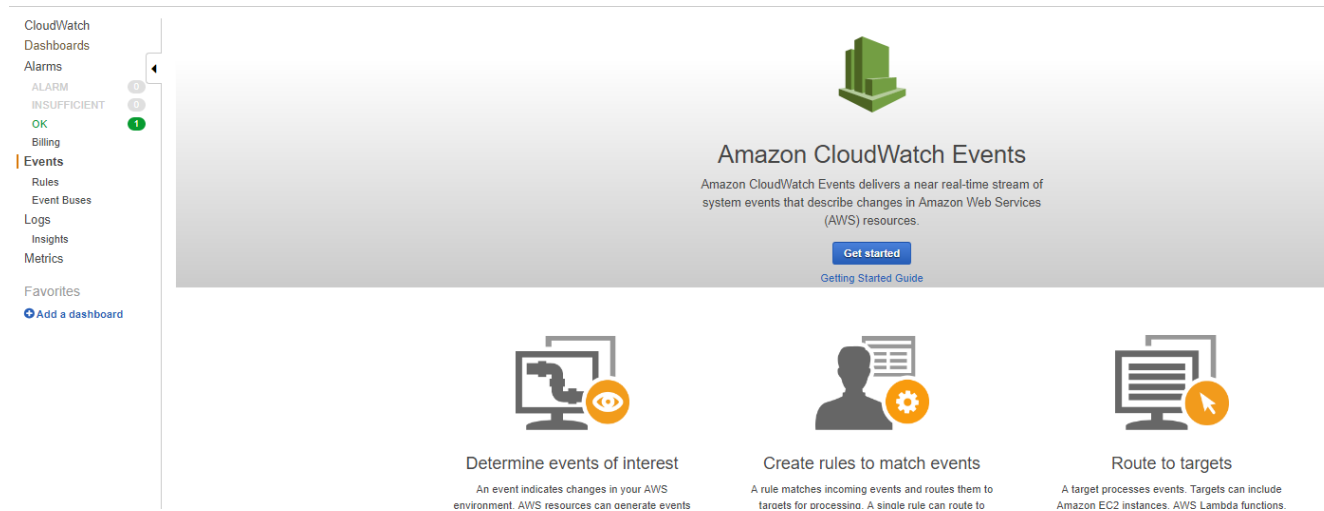 CloudWatch
Dashboards
Alarms
ALARM 0
INSUFFICIENT 0
OK 1
Billing
Events
Rules
Event Buses
Logs
Insights
Metrics
Favorites
Add a dashboard
Amazon CloudWatch Events
Amazon CloudWatch Events delivers a near real-time stream of
system events that describe changes in Amazon Web Services
(AWS) resources.
Get started
Getting Started Guide
Determine events of interest
An event indicates changes in your AWS
environment. AWS resources can generate events
Create rules to match events
A rule matches incoming events and routes them to
targets for processing. A single rule can route to
Route to targets
A target processes events. Targets can include
Amazon EC2 instances, AWS Lambda functions,